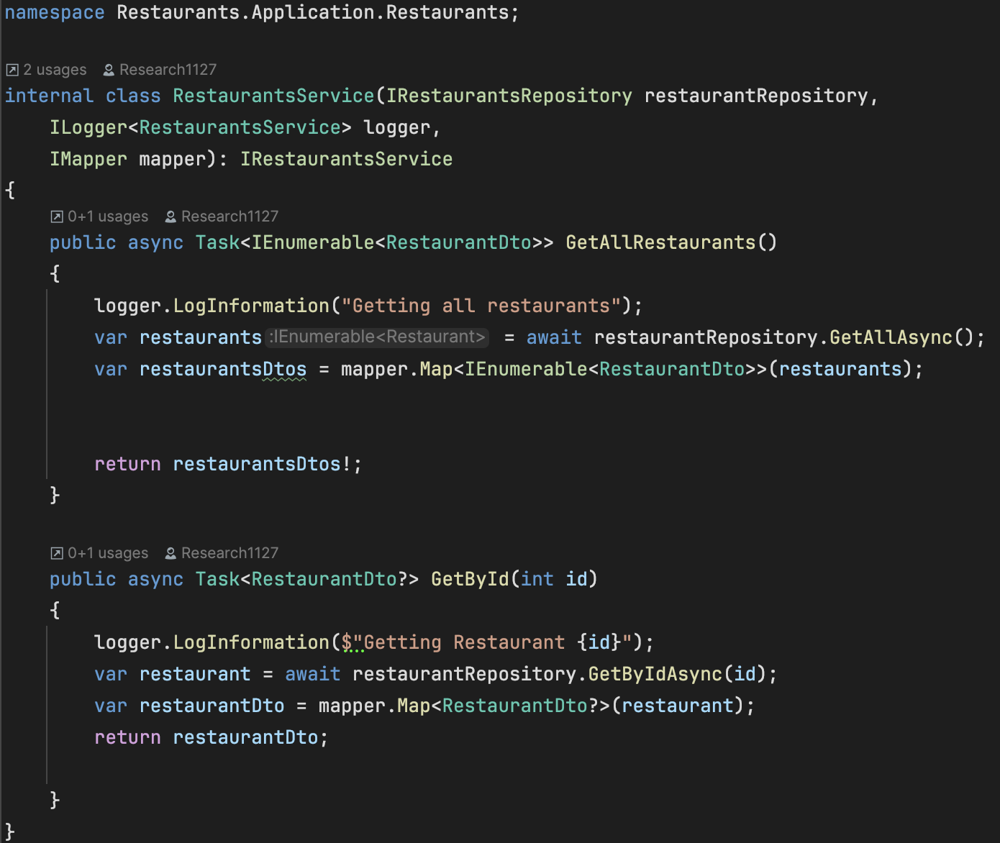 namespace Restaurants.Application.Restaurants;
2 usages Research1127
internal class RestaurantsService(IRestaurantsRepository restaurantRepository,
ILogger<RestaurantsService> logger,
IMapper mapper): IRestaurantsService
{
0+1 usages Research1127
public async Task<IEnumerable<RestaurantDto>> GetAllRestaurants()
{
logger.LogInformation("Getting all restaurants");
var restaurants :IEnumerable<Restaurant> = await restaurantRepository.GetAllAsync();
var restaurantsDtos = mapper.Map<IEnumerable<RestaurantDto>>(restaurants);
return restaurantsDtos!;
}
0+1 usages Research1127
public async Task<RestaurantDto?> GetById(int id)
{
logger.LogInformation($"Getting Restaurant {id}");
var restaurant = await restaurantRepository.GetByIdAsync(id);
var restaurantDto = mapper.Map<RestaurantDto?>(restaurant);
return restaurantDto;
}
}